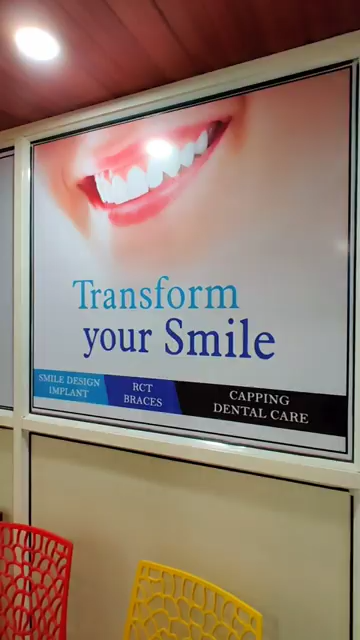 Transform
your Smile
SMILE DESIGN
IMPLANT
RCT
BRACES
CAPPING
DENTAL CARE